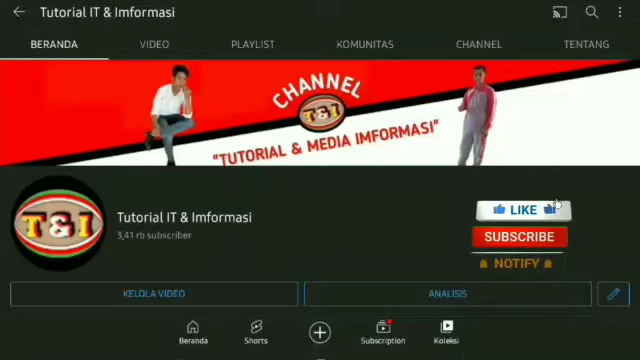 Tutorial IT & Imformasi
BERANDA VIDEO PLAYLIST KOMUNITAS CHANNEL TENTANG
CHANNEL
T&I
"TUTORIAL & MEDIA IMFORMASI"
T&I
Tutorial IT & Imformasi
3,41 rb subscriber
LIKE
SUBSCRIBE
NOTIFY
KELOLA VIDEO ANALISIS
Beranda Shorts Subscription Koleksi